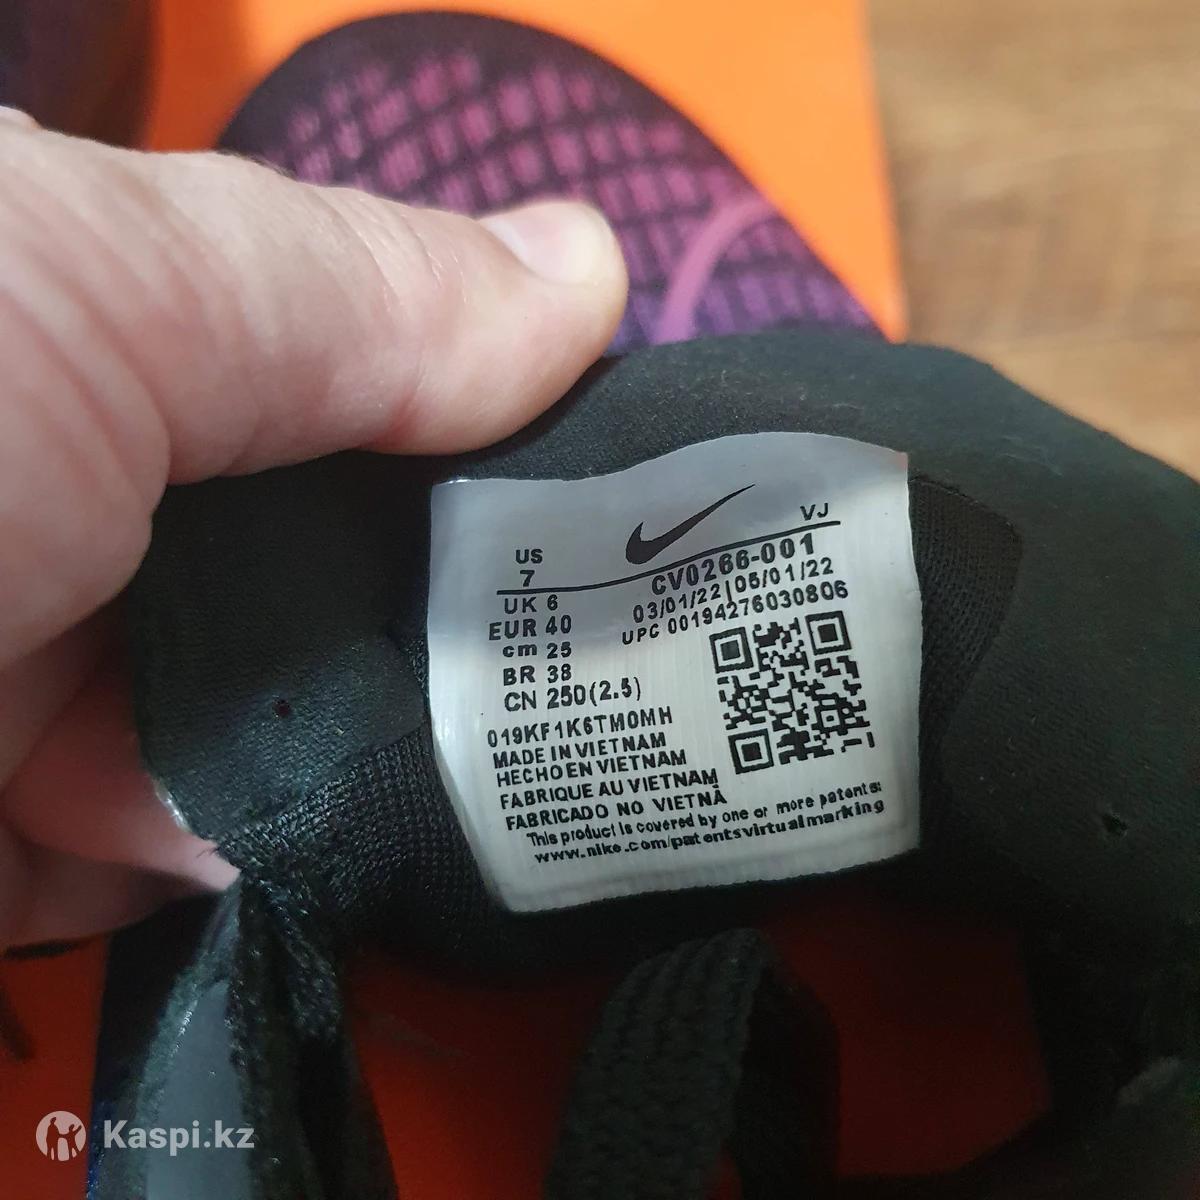 VJ
US
7
CV0266-001
UK 6
03/01/22|05/01/22
EUR 40
UPC 00194276030806
cm 25
BR 38
CN 250(2.5)
019KF1K6TM0MH
MADE IN VIETNAM
HECHO EN VIETNAM
FABRIQUE AU VIETNAM
FABRICADO NO VIETNÃ
This product is covered by one or more patents:
www.nike.com/patentsvirtualmarking
Kaspi.kz